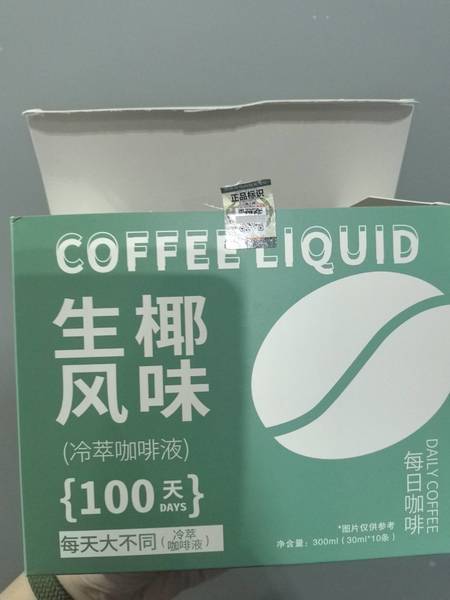 正品标识
COFFEE LIQUID
生椰
风味
(冷萃咖啡液)
{100天}
DAYS
每天大不同(冷萃咖啡液)
DAILY COFFEE
每日咖啡
*图片仅供参考
净含量：300ml（30ml*10条）